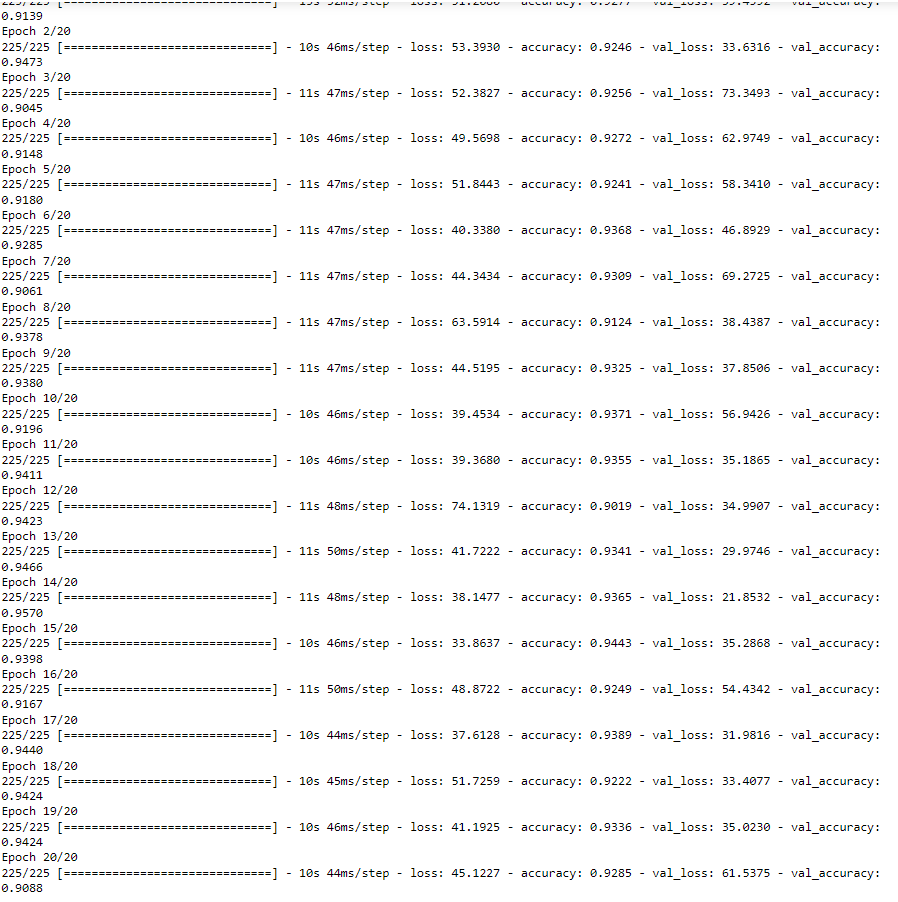 0.9139
Epoch 2/20
225/225 [==============================] - 10s 46ms/step - loss: 53.3930 - accuracy: 0.9246 - val_loss: 33.6316 - val_accuracy:
0.9473
Epoch 3/20
225/225 [==============================] - 11s 47ms/step - loss: 52.3827 - accuracy: 0.9256 - val_loss: 73.3493 - val_accuracy:
0.9045
Epoch 4/20
225/225 [==============================] - 10s 46ms/step - loss: 49.5698 - accuracy: 0.9272 - val_loss: 62.9749 - val_accuracy:
0.9148
Epoch 5/20
225/225 [==============================] - 11s 47ms/step - loss: 51.8443 - accuracy: 0.9241 - val_loss: 58.3410 - val_accuracy:
0.9180
Epoch 6/20
225/225 [==============================] - 11s 47ms/step - loss: 40.3380 - accuracy: 0.9368 - val_loss: 46.8929 - val_accuracy:
0.9285
Epoch 7/20
225/225 [==============================] - 11s 47ms/step - loss: 44.3434 - accuracy: 0.9309 - val_loss: 69.2725 - val_accuracy:
0.9061
Epoch 8/20
225/225 [==============================] - 11s 47ms/step - loss: 63.5914 - accuracy: 0.9124 - val_loss: 38.4387 - val_accuracy:
0.9378
Epoch 9/20
225/225 [==============================] - 11s 47ms/step - loss: 44.5195 - accuracy: 0.9325 - val_loss: 37.8506 - val_accuracy:
0.9380
Epoch 10/20
225/225 [==============================] - 10s 46ms/step - loss: 39.4534 - accuracy: 0.9371 - val_loss: 56.9426 - val_accuracy:
0.9196
Epoch 11/20
225/225 [==============================] - 10s 46ms/step - loss: 39.3680 - accuracy: 0.9355 - val_loss: 35.1865 - val_accuracy:
0.9411
Epoch 12/20
225/225 [==============================] - 11s 48ms/step - loss: 74.1319 - accuracy: 0.9019 - val_loss: 34.9907 - val_accuracy:
0.9423
Epoch 13/20
225/225 [==============================] - 11s 50ms/step - loss: 41.7222 - accuracy: 0.9341 - val_loss: 29.9746 - val_accuracy:
0.9466
Epoch 14/20
225/225 [==============================] - 11s 48ms/step - loss: 38.1477 - accuracy: 0.9365 - val_loss: 21.8532 - val_accuracy:
0.9570
Epoch 15/20
225/225 [==============================] - 10s 46ms/step - loss: 33.8637 - accuracy: 0.9443 - val_loss: 35.2868 - val_accuracy:
0.9398
Epoch 16/20
225/225 [==============================] - 11s 50ms/step - loss: 48.8722 - accuracy: 0.9249 - val_loss: 54.4342 - val_accuracy:
0.9167
Epoch 17/20
225/225 [==============================] - 10s 44ms/step - loss: 37.6128 - accuracy: 0.9389 - val_loss: 31.9816 - val_accuracy:
0.9440
Epoch 18/20
225/225 [==============================] - 10s 45ms/step - loss: 51.7259 - accuracy: 0.9222 - val_loss: 33.4077 - val_accuracy:
0.9424
Epoch 19/20
225/225 [==============================] - 10s 46ms/step - loss: 41.1925 - accuracy: 0.9336 - val_loss: 35.0230 - val_accuracy:
0.9424
Epoch 20/20
225/225 [==============================] - 10s 44ms/step - loss: 45.1227 - accuracy: 0.9285 - val_loss: 61.5375 - val_accuracy:
0.9088